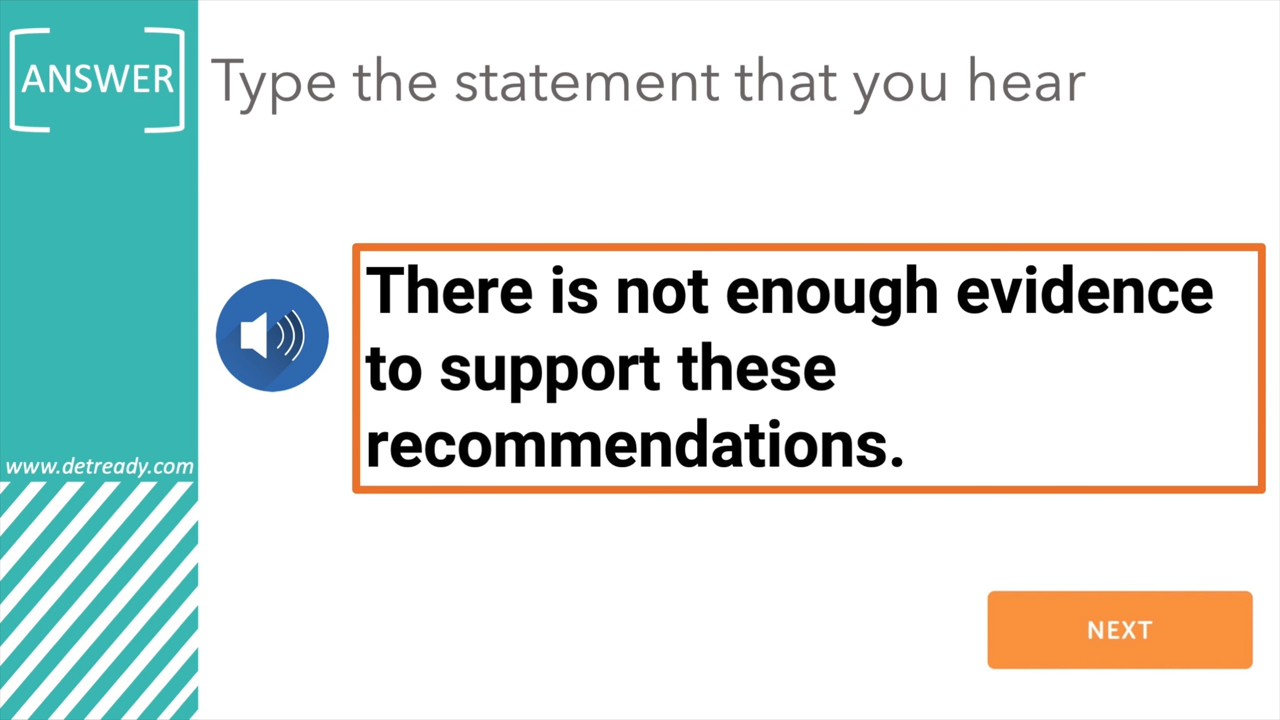 ANSWER
Type the statement that you hear
There is not enough evidence
to support these
recommendations.
www.detready.com
NEXT